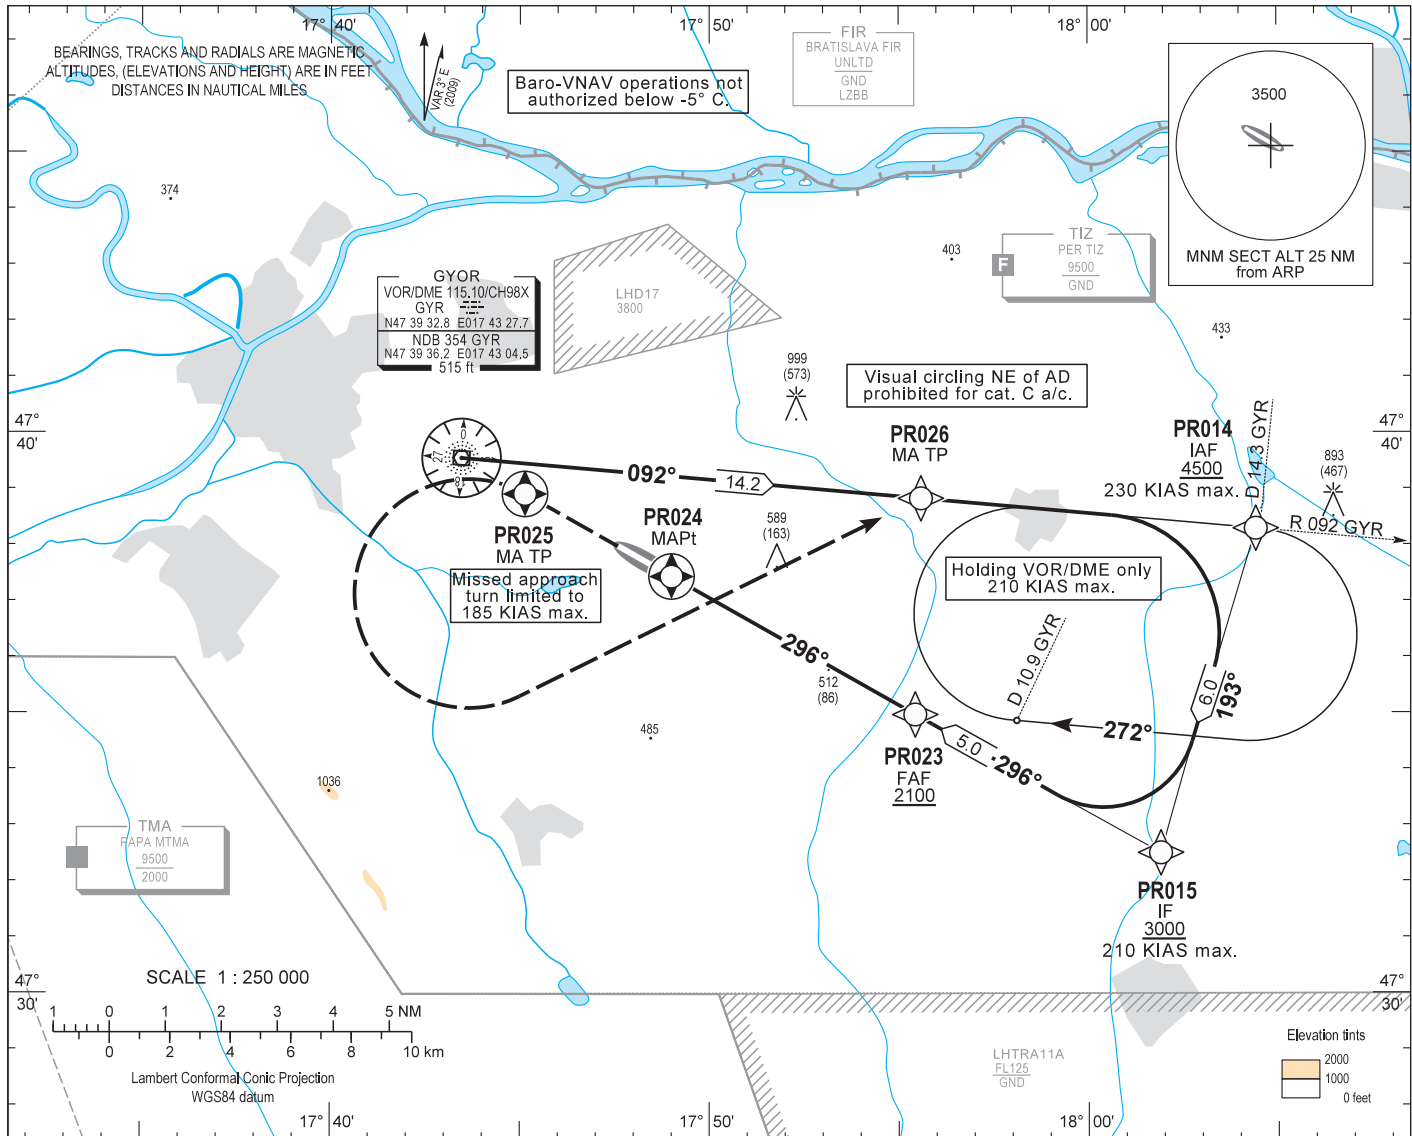 17° 40'
17° 50'
18° 00'
BEARINGS, TRACKS AND RADIALS ARE MAGNETIC
ALTITUDES, (ELEVATIONS AND HEIGHT) ARE IN FEET
DISTANCES IN NAUTICAL MILES
VAR 3° E
(2009)
Baro-VNAV operations not
authorized below -5° C.
FIR
BRATISLAVA FIR
UNLTD
GND
LZBB
3500
MNM SECT ALT 25 NM
from ARP
374
403
433
TIZ
PER TIZ
9500
GND
F
GYOR
VOR/DME 115.10/CH98X
GYR
N47 39 32.8 E017 43 27.7
NDB 354 GYR
N47 39 36.2 E017 43 04.5
515 ft
LHD17
3800
999
(573)
Visual circling NE of AD
prohibited for cat. C a/c.
47°
40'
47°
40'
PR026
MA TP
PR014
IAF
4500
230 KIAS max.
D 14.3 GYR
893
(467)
R 092 GYR
0
27
9
18
092°
14.2
PR025
MA TP
Missed approach
turn limited to
185 KIAS max.
PR024
MAPt
589
(163)
Holding VOR/DME only
210 KIAS max.
D 10.9 GYR
296°
512
(86)
6.0
193°
272°
485
PR023
FAF
2100
5.0
296°
1036
TMA
PAPA MTMA
9500
2000
PR015
IF
3000
210 KIAS max.
47°
30'
47°
30'
SCALE 1 : 250 000
1 0 1 2 3 4 5 NM
0 2 4 6 8 10 km
Lambert Conformal Conic Projection
WGS84 datum
LHTRA11A
FL125
GND
Elevation tints
2000
1000
0 feet
17° 40'
17° 50'
18° 00'